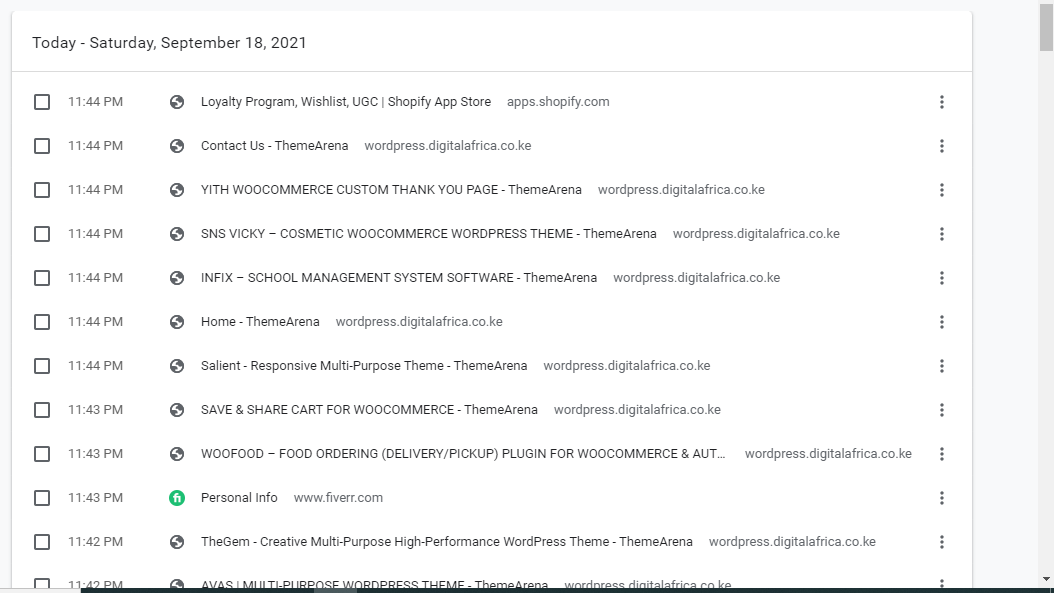 Today - Saturday, September 18, 2021
11:44 PM Loyalty Program, Wishlist, UGC | Shopify App Store apps.shopify.com
11:44 PM Contact Us - ThemeArena wordpress.digitalafrica.co.ke
11:44 PM YITH WOOCOMMERCE CUSTOM THANK YOU PAGE - ThemeArena wordpress.digitalafrica.co.ke
11:44 PM SNS VICKY – COSMETIC WOOCOMMERCE WORDPRESS THEME - ThemeArena wordpress.digitalafrica.co.ke
11:44 PM INFIX – SCHOOL MANAGEMENT SYSTEM SOFTWARE - ThemeArena wordpress.digitalafrica.co.ke
11:44 PM Home - ThemeArena wordpress.digitalafrica.co.ke
11:44 PM Salient - Responsive Multi-Purpose Theme - ThemeArena wordpress.digitalafrica.co.ke
11:43 PM SAVE & SHARE CART FOR WOOCOMMERCE - ThemeArena wordpress.digitalafrica.co.ke
11:43 PM WOOFOOD – FOOD ORDERING (DELIVERY/PICKUP) PLUGIN FOR WOOCOMMERCE & AUT... wordpress.digitalafrica.co.ke
11:43 PM fi Personal Info www.fiverr.com
11:42 PM TheGem - Creative Multi-Purpose High-Performance WordPress Theme - ThemeArena wordpress.digitalafrica.co.ke
11:42 PM AVAS | MULTI-PURPOSE WORDPRESS THEME - ThemeArena wordpress.digitalafrica.co.ke